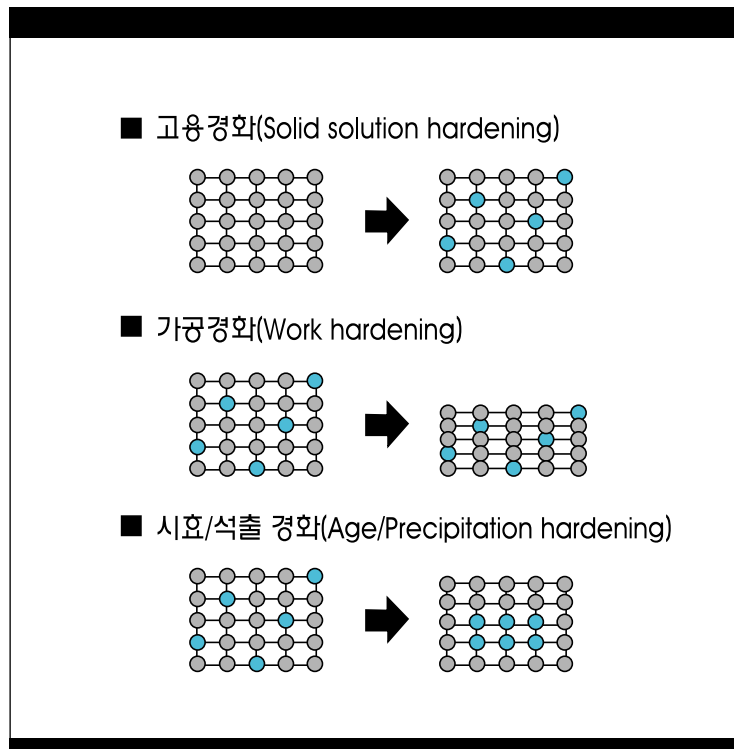 ■ 고용경화(Solid solution hardening)
■ 가공경화(Work hardening)
■ 시효/석출 경화(Age/Precipitation hardening)